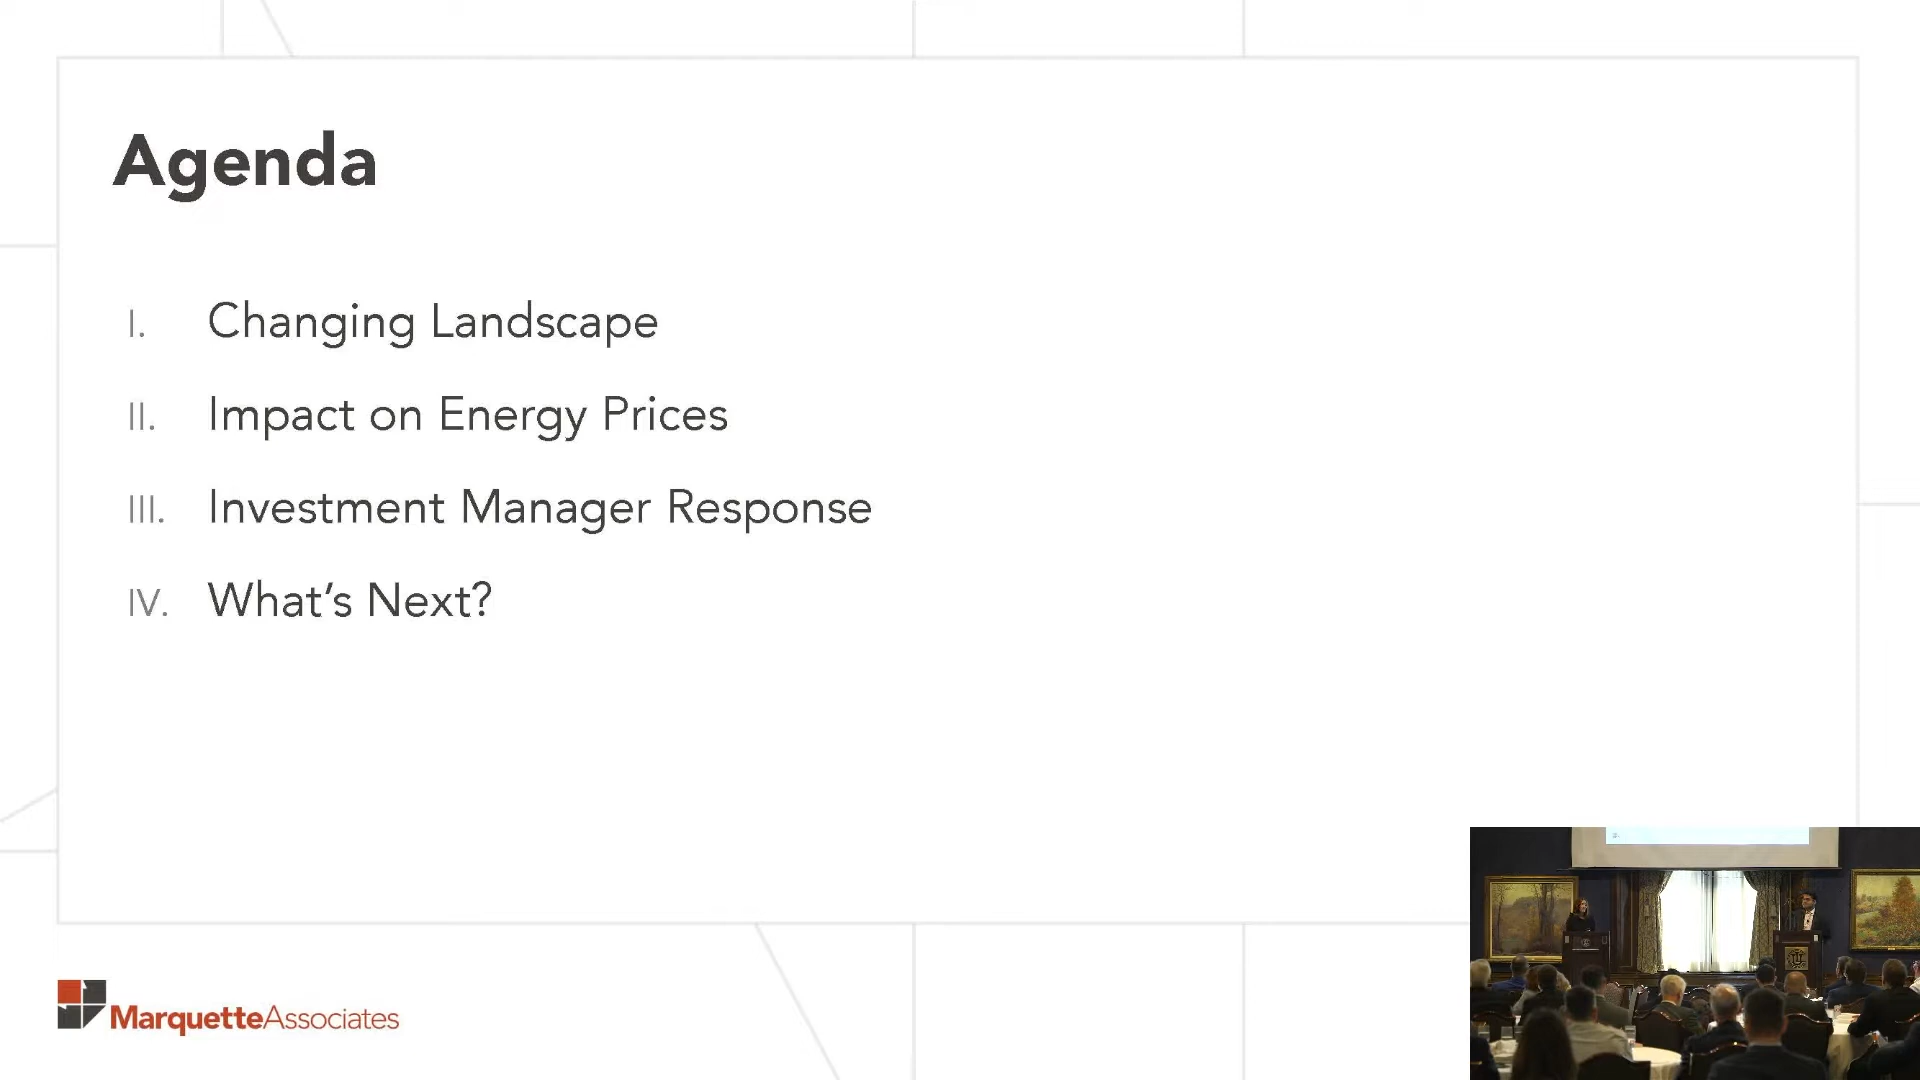 Agenda
I. Changing Landscape
II. Impact on Energy Prices
III. Investment Manager Response
IV. What's Next?
MarquetteAssociates